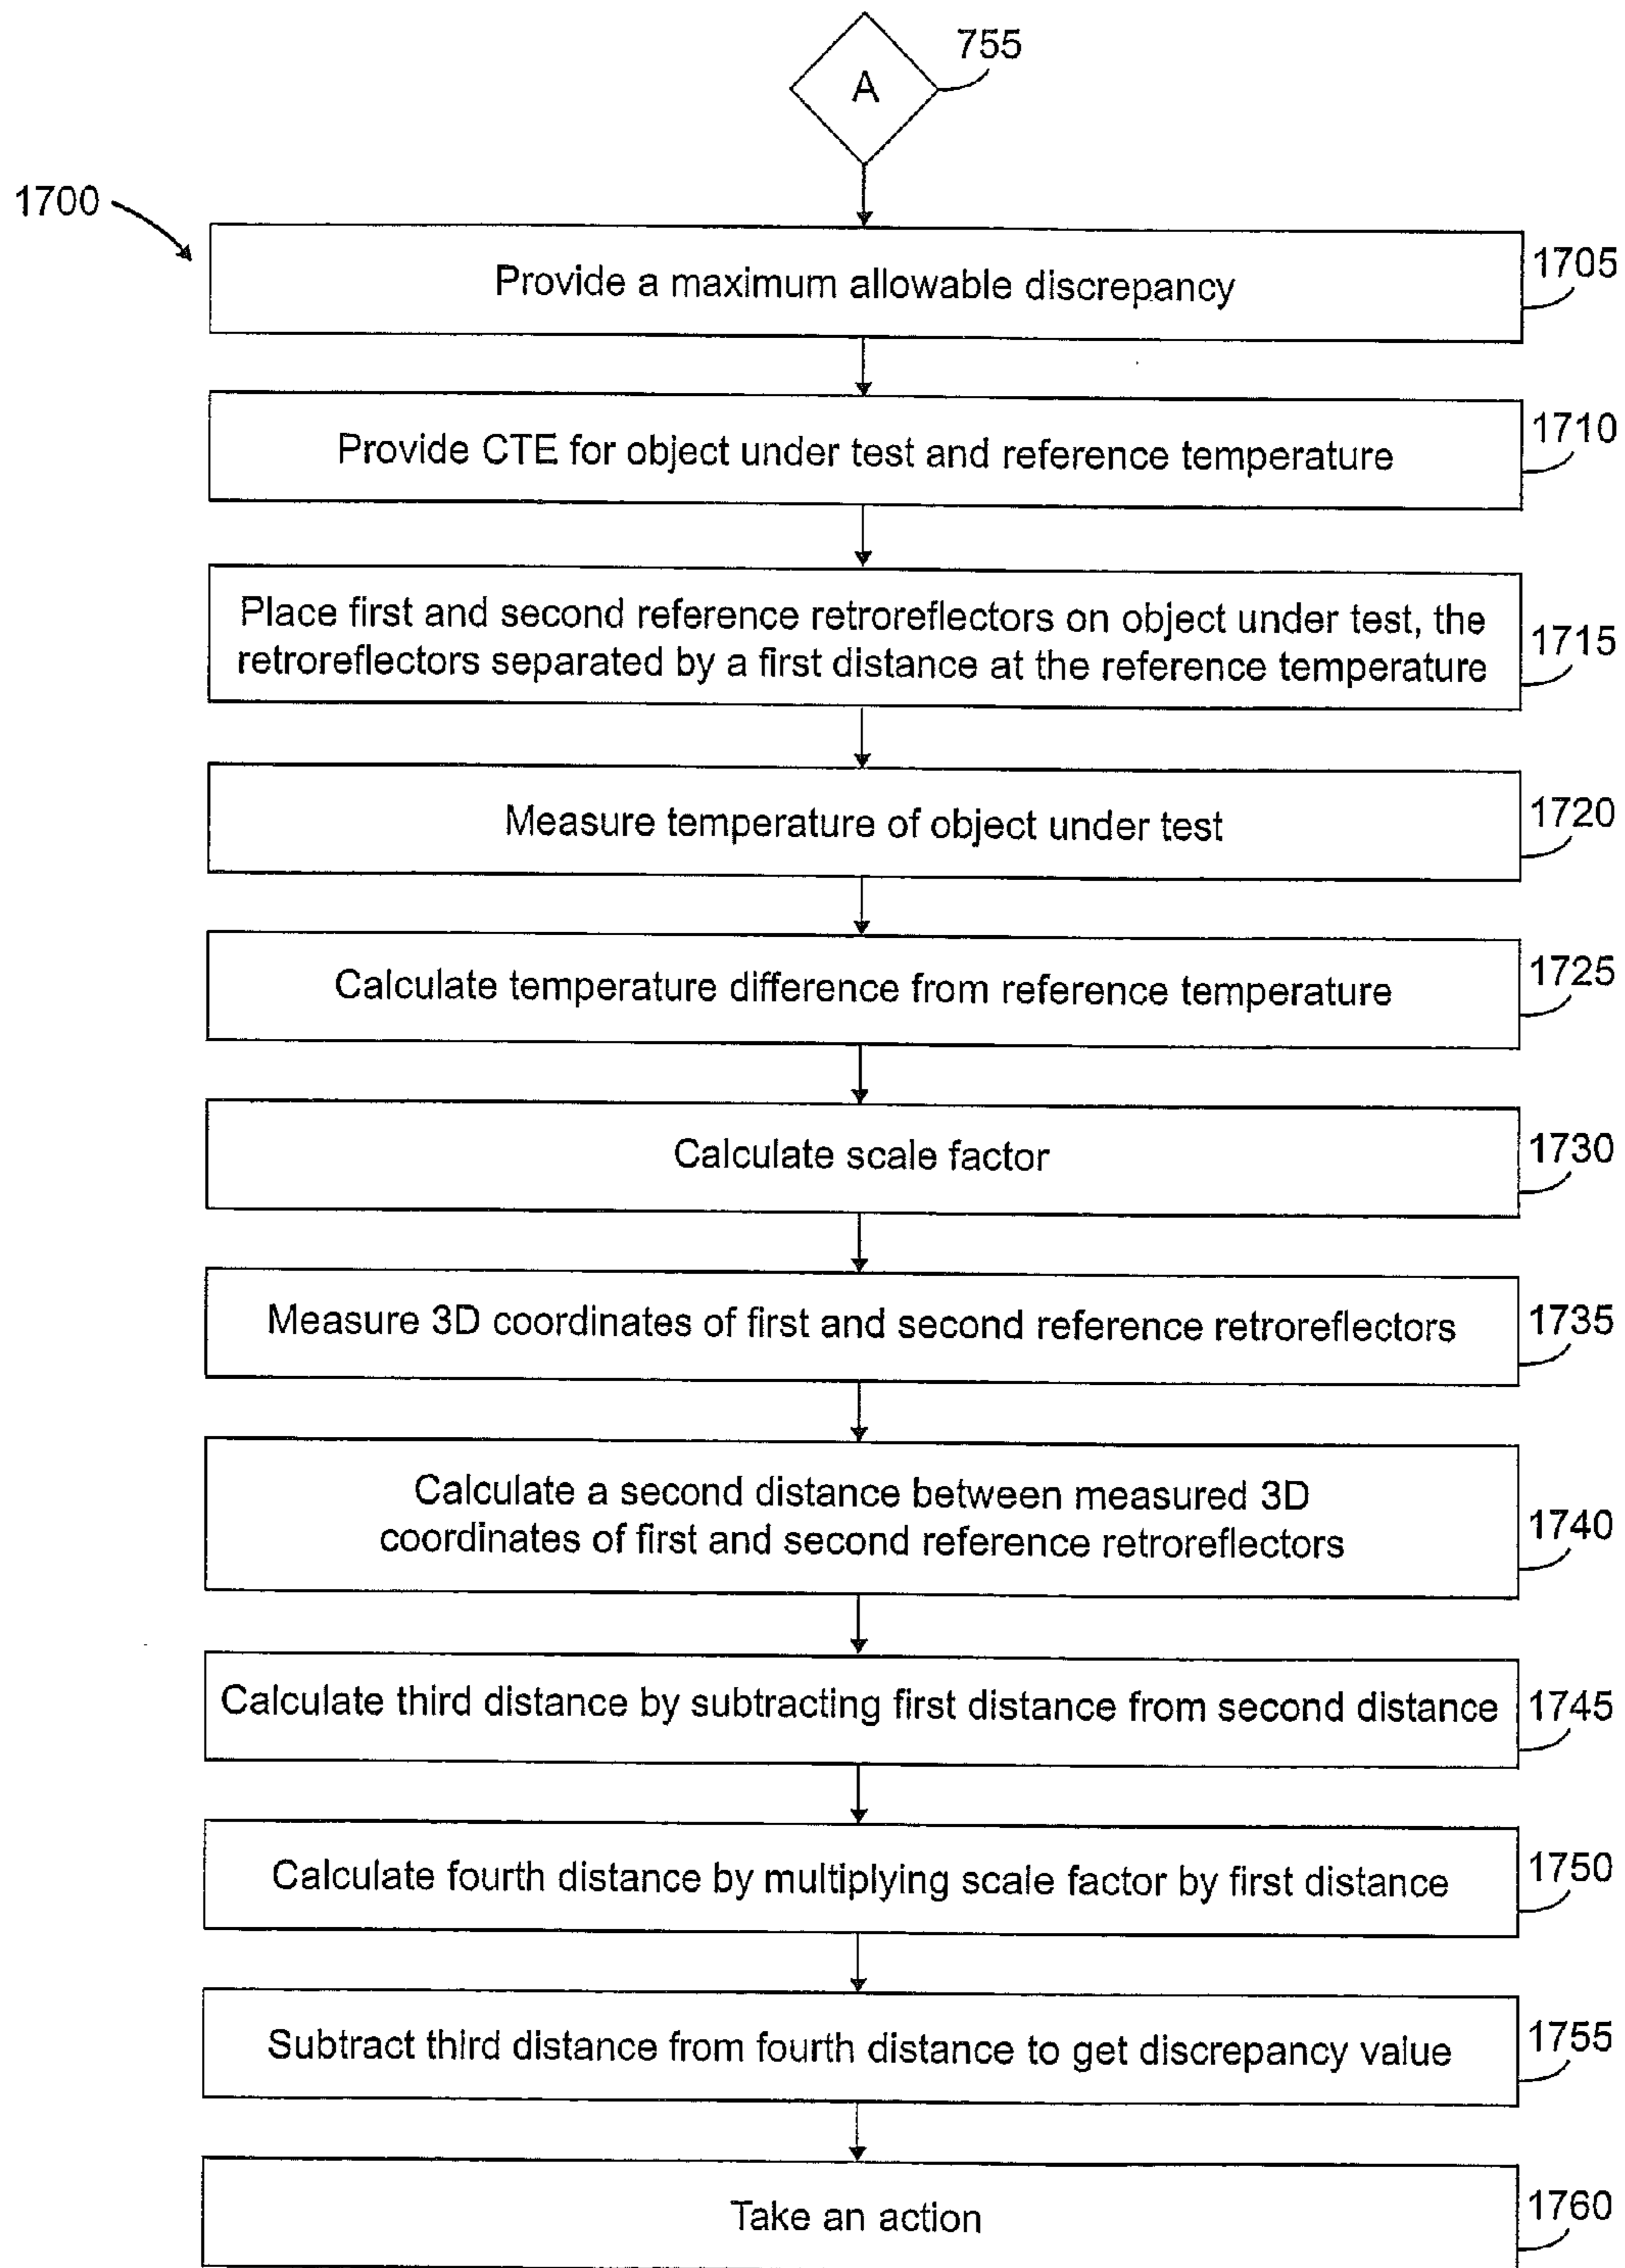 A
755
1700
Provide a maximum allowable discrepancy
1705
Provide CTE for object under test and reference temperature
1710
Place first and second reference retroreflectors on object under test, the
retroreflectors separated by a first distance at the reference temperature
1715
Measure temperature of object under test
1720
Calculate temperature difference from reference temperature
1725
Calculate scale factor
1730
Measure 3D coordinates of first and second reference retroreflectors
1735
Calculate a second distance between measured 3D
coordinates of first and second reference retroreflectors
1740
Calculate third distance by subtracting first distance from second distance
1745
Calculate fourth distance by multiplying scale factor by first distance
1750
Subtract third distance from fourth distance to get discrepancy value
1755
Take an action
1760